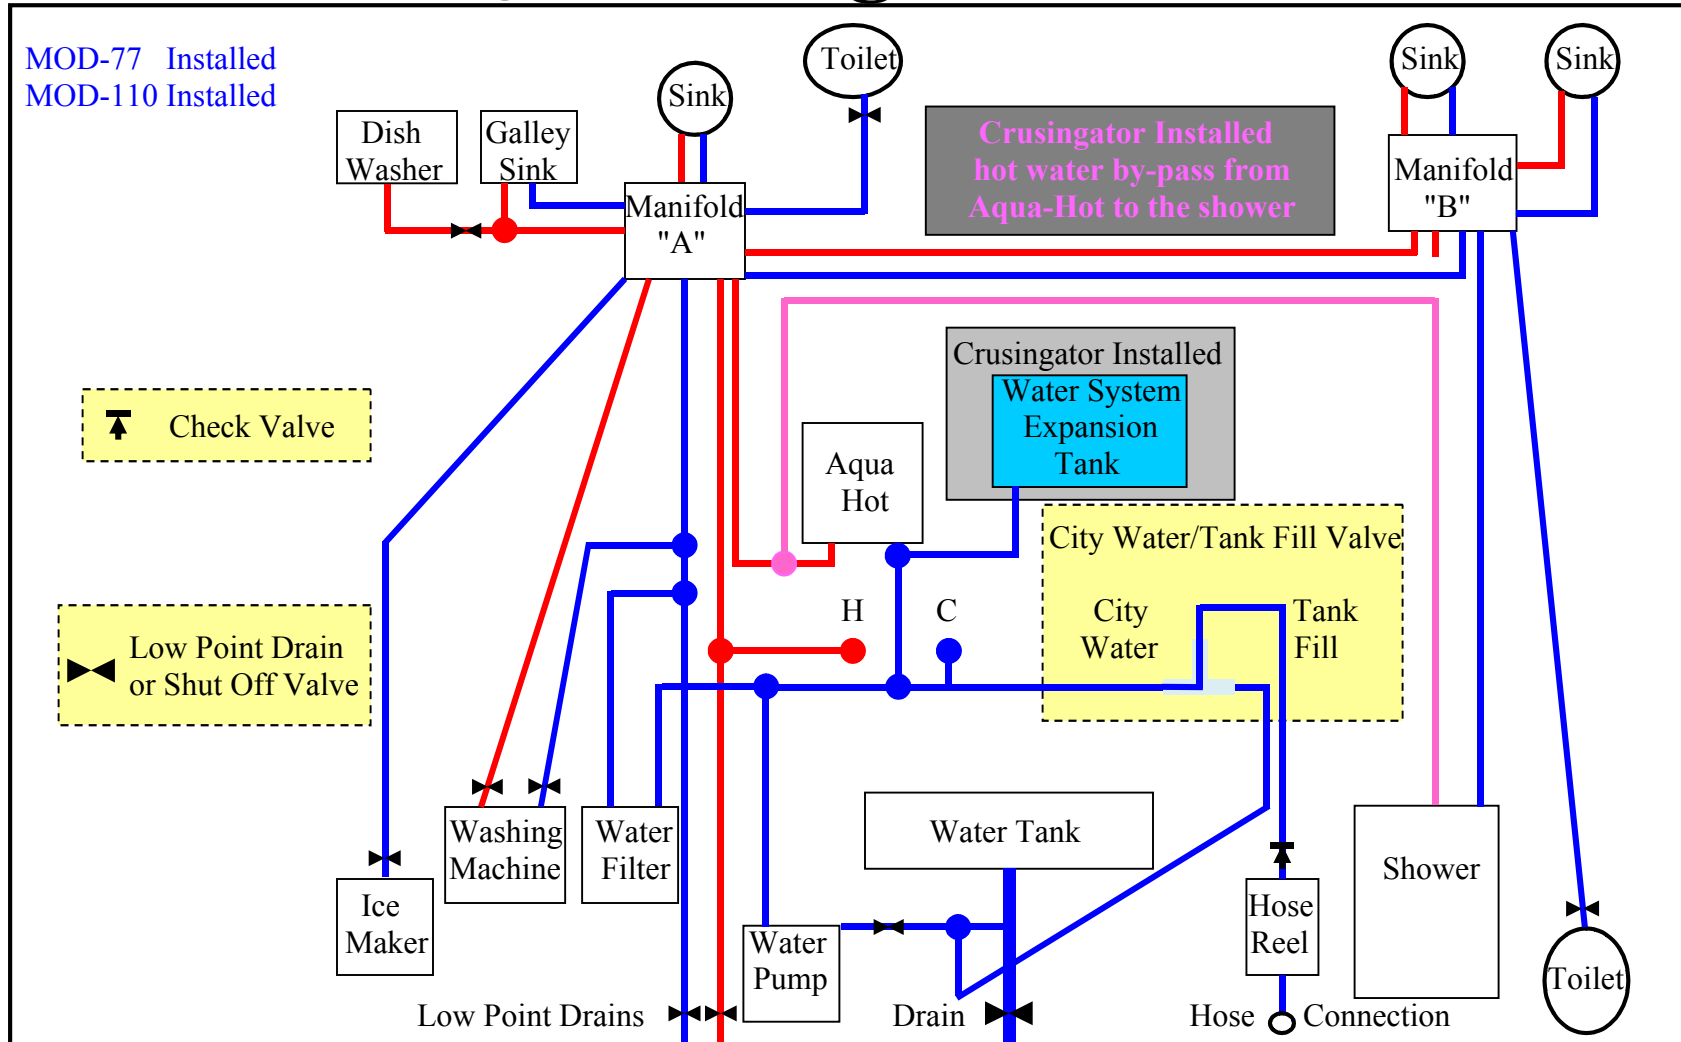 MOD-77 Installed
MOD-110 Installed
Dish
Washer
Galley
Sink
Sink
Toilet
Crusingator Installed
hot water by-pass from
Aqua-Hot to the shower
Sink
Sink
Manifold
"A"
Manifold
"B"
Check Valve
Low Point Drain
or Shut Off Valve
Aqua
Hot
Crusingator Installed
Water System
Expansion
Tank
City Water/Tank Fill Valve
City
Water
Tank
Fill
H
C
Washing
Machine
Water
Filter
Ice
Maker
Water
Pump
Water Tank
Hose
Reel
Shower
Toilet
Low Point Drains
Drain
Hose
Connection